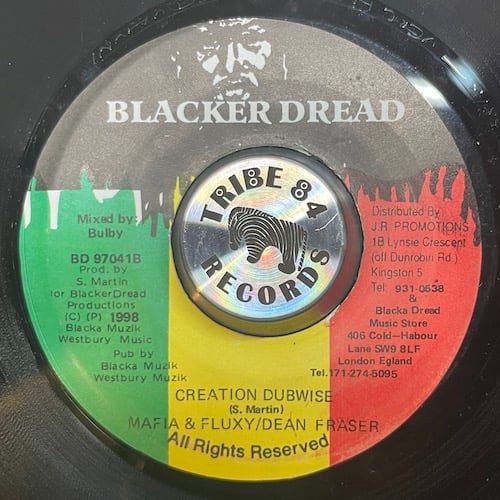 BLACKER DREAD
TRIBE 84
RECORDS
Mixed by:
Bulby
BD 97041B
Prod. by
S. Martin
for BlackerDread
Productions
(C) (P) 1998
Blacka Muzik
Westbury Music
Pub by
Blacka Muzik
Westbury Muzik
Distributed By
J.R. PROMOTIONS
1B Lynsie Crescent
(off Dunrobin Rd.)
Kingston 5
Tel: 931-0538
&
Blacka Dread
Music Store
406 Cold-Habour
Lane SW9 8LF
London Egland
Tel.171-274-5095
CREATION DUBWISE
(S. Martin)
MAFIA & FLUXY/DEAN FRASER
All Rights Reserved